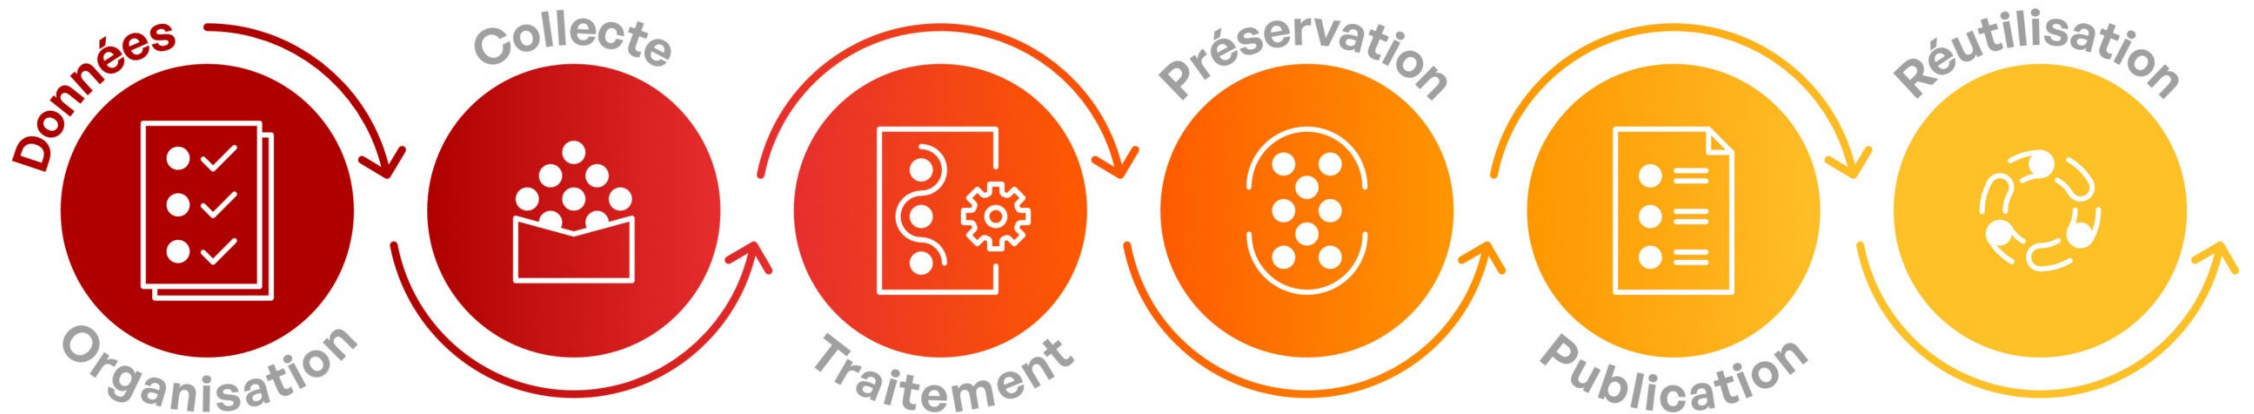 Données
Organisation
Collecte
Traitement
Préservation
Publication
Réutilisation